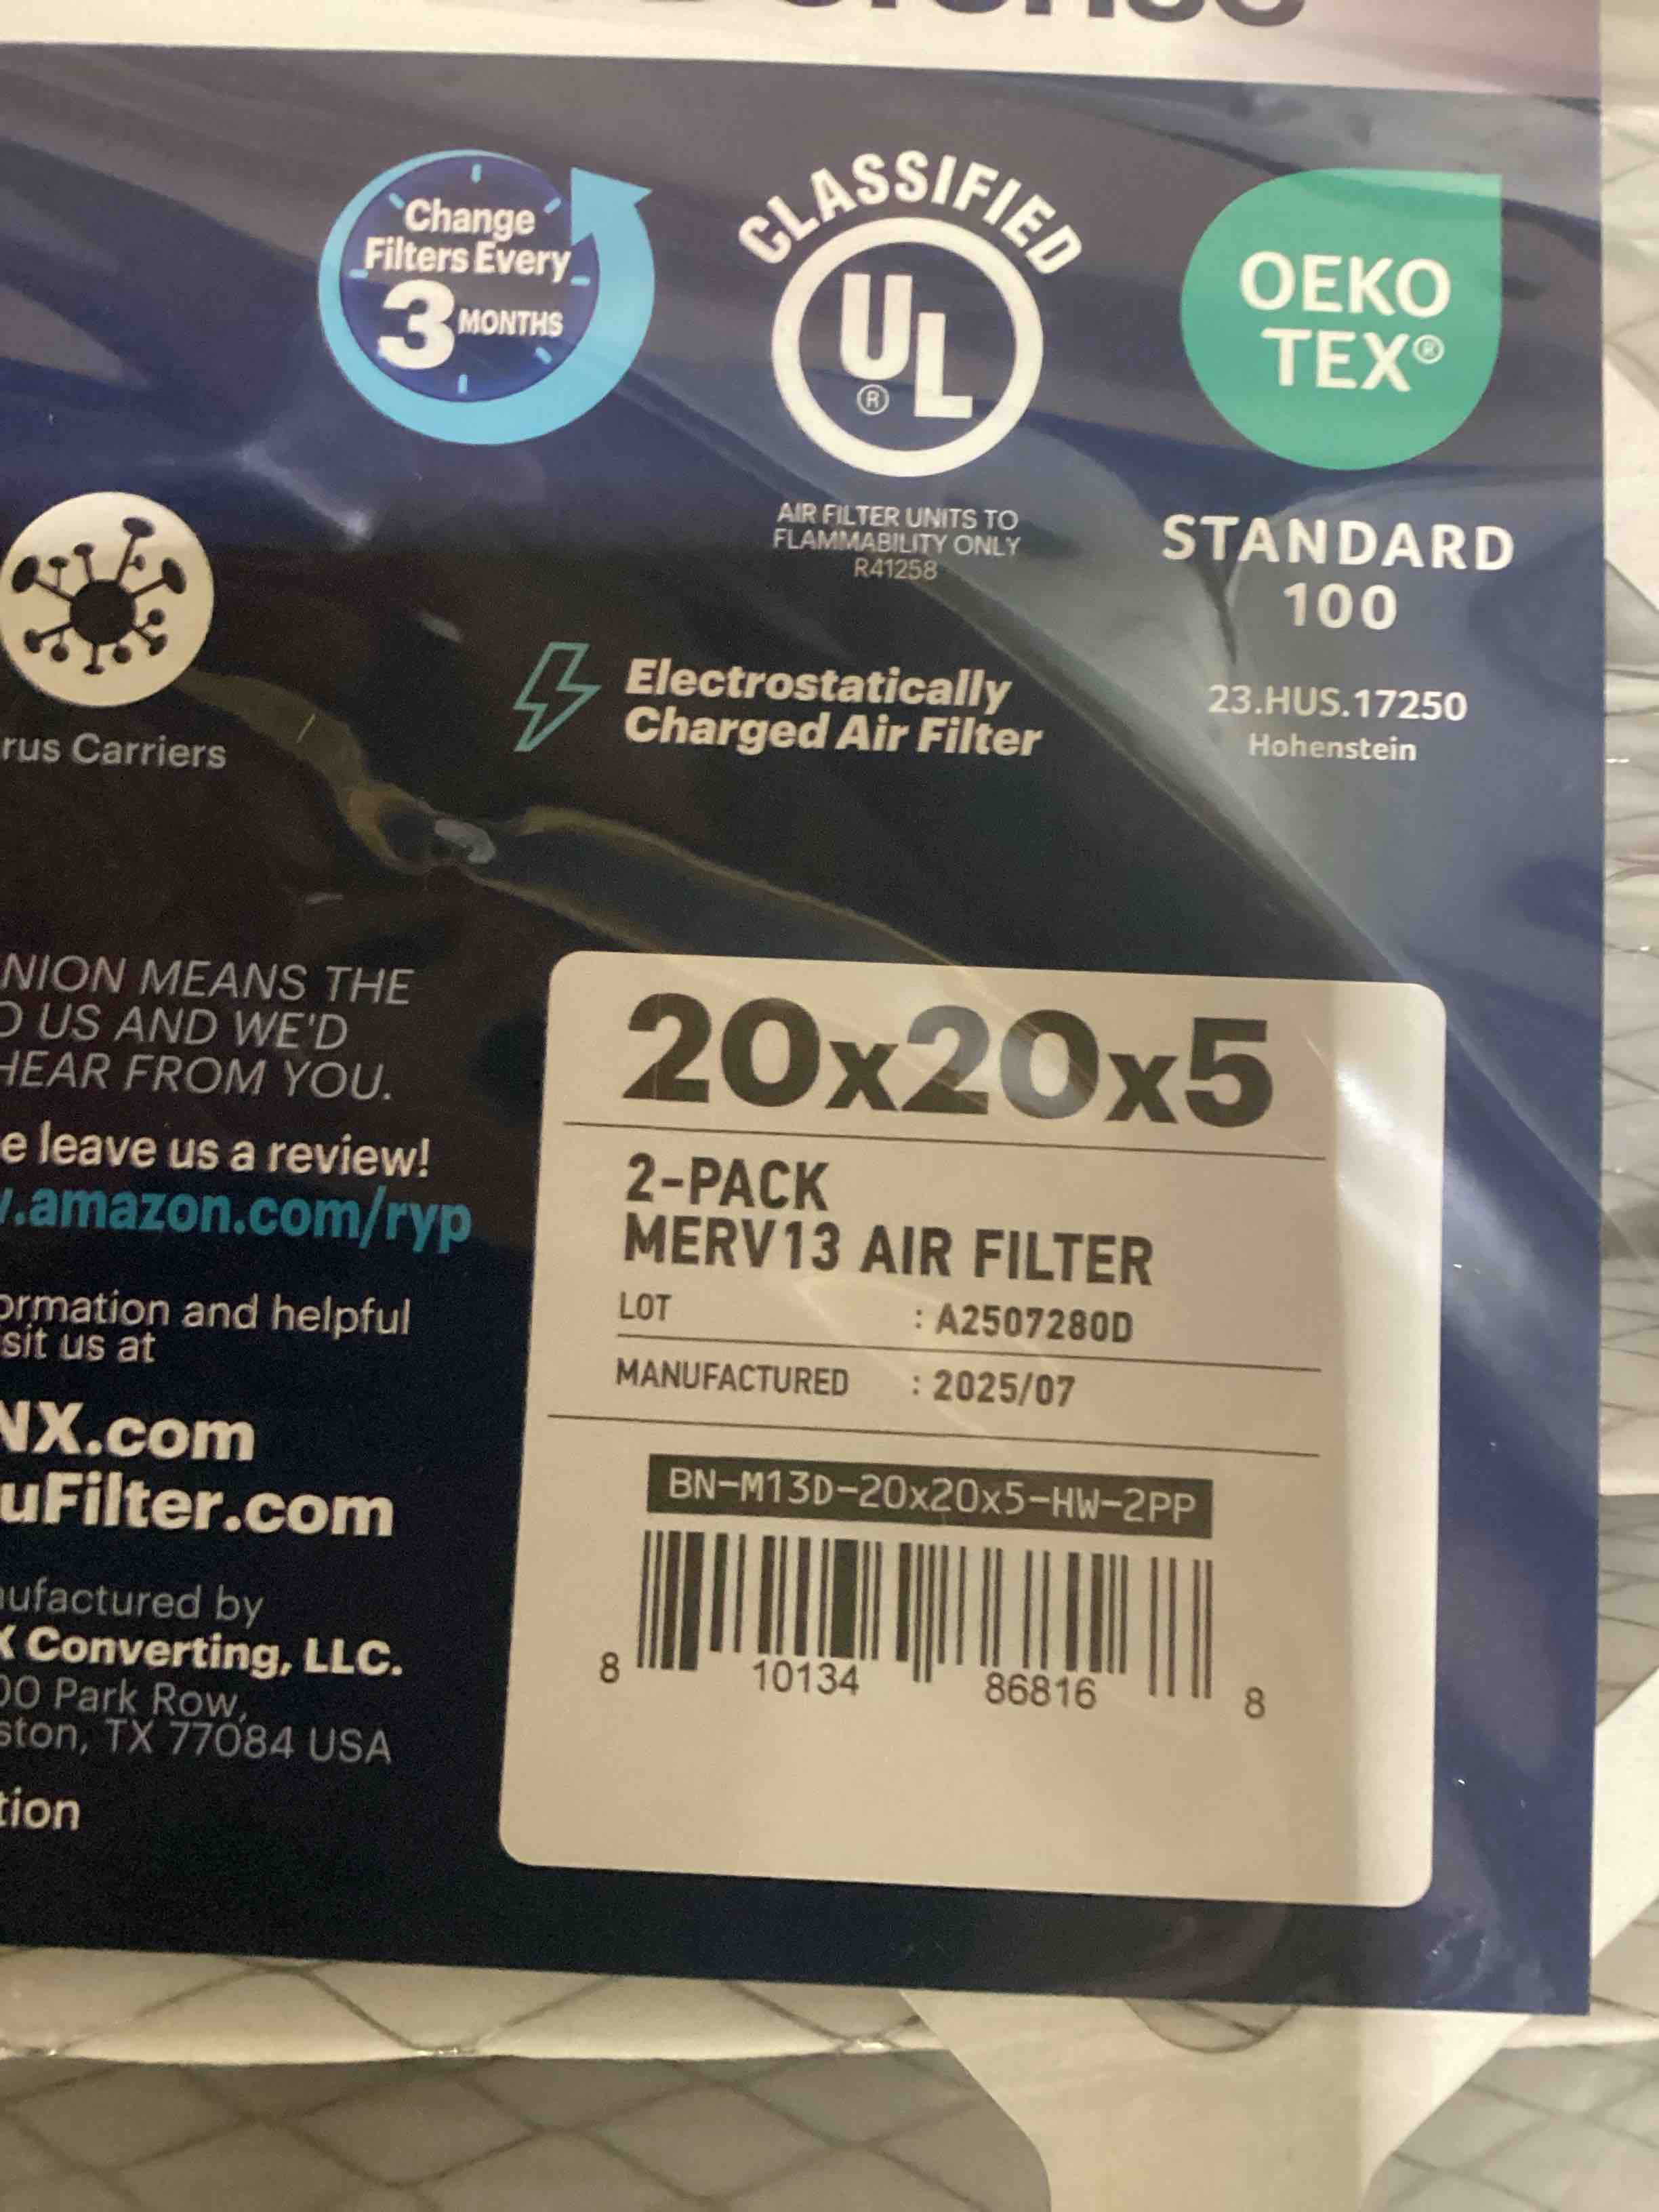 Change
Filters Every
3 MONTHS
CLASSIFIED
UL®
AIR FILTER UNITS TO
FLAMMABILITY ONLY
R41258
OEKO
TEX®
STANDARD
100
23.HUS.17250
Hohenstein
rus Carriers
Electrostatically
Charged Air Filter
NION MEANS THE
O US AND WE'D
HEAR FROM YOU.
e leave us a review!
.amazon.com/ryp
ormation and helpful
sit us at
NX.com
uFilter.com
ufactured by
X Converting, LLC.
00 Park Row,
ston, TX 77084 USA
tion
20x20x5
2-PACK
MERV13 AIR FILTER
LOT : A2507280D
MANUFACTURED : 2025/07
BN-M13D-20x20x5-HW-2PP
8 10134 86816 8